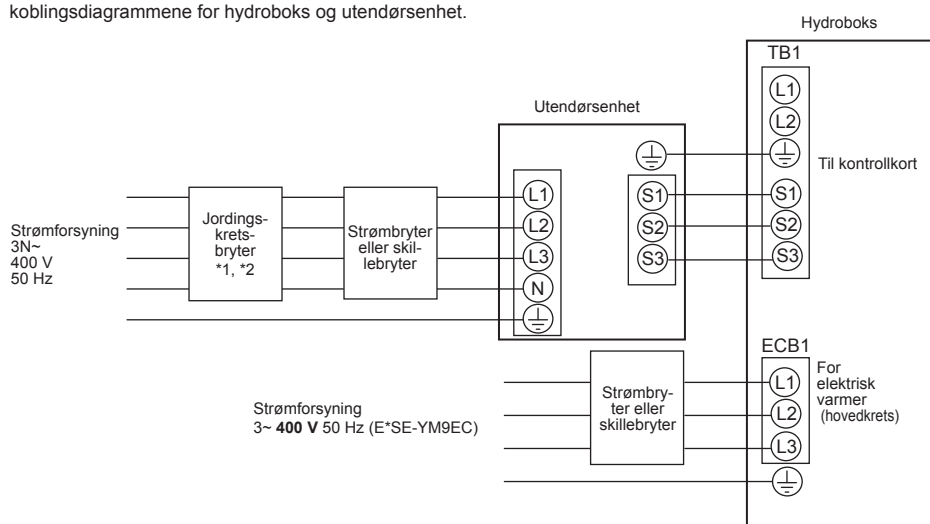 koblingsdiagrammene for hydroboks og utendørsenhet.
Hydroboks
TB1
L1
L2
Til kontrollkort
S1
S2
S3
Utendørsenhet
S1
S2
S3
L1
L2
L3
N
Strømforsyning
3N~
400 V
50 Hz
Jordings-
krets-
bryter
*1, *2
Strømbryter
eller skil-
lebryter
ECB1
L1
L2
L3
For
elektrisk
varmer
(hovedkrets)
Strømbry-
ter eller
skillebryter
Strømforsyning
3~ 400 V 50 Hz (E*SE-YM9EC)